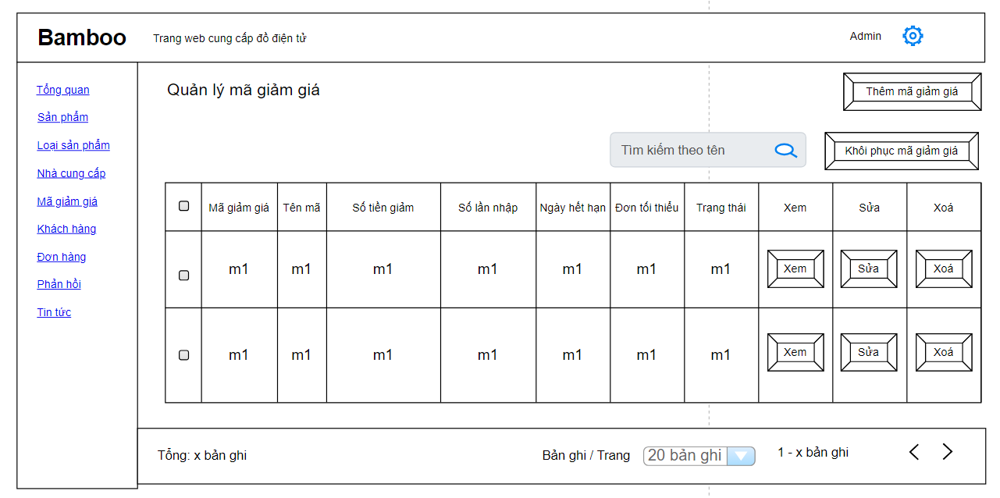 Bamboo Trang web cung cấp đồ điện tử Admin
Tổng quan
Sản phẩm
Loại sản phẩm
Nhà cung cấp
Mã giảm giá
Khách hàng
Đơn hàng
Phản hồi
Tin tức
Quản lý mã giảm giá
Thêm mã giảm giá
Tìm kiếm theo tên
Khôi phục mã giảm giá
Mã giảm giá Tên mã Số tiền giảm Số lần nhập Ngày hết hạn Đơn tối thiểu Trạng thái Xem Sửa Xoá
m1 m1 m1 m1 m1 m1 m1 Xem Sửa Xoá
m1 m1 m1 m1 m1 m1 m1 Xem Sửa Xoá
Tổng: x bản ghi Bản ghi / Trang 20 bản ghi 1 - x bản ghi